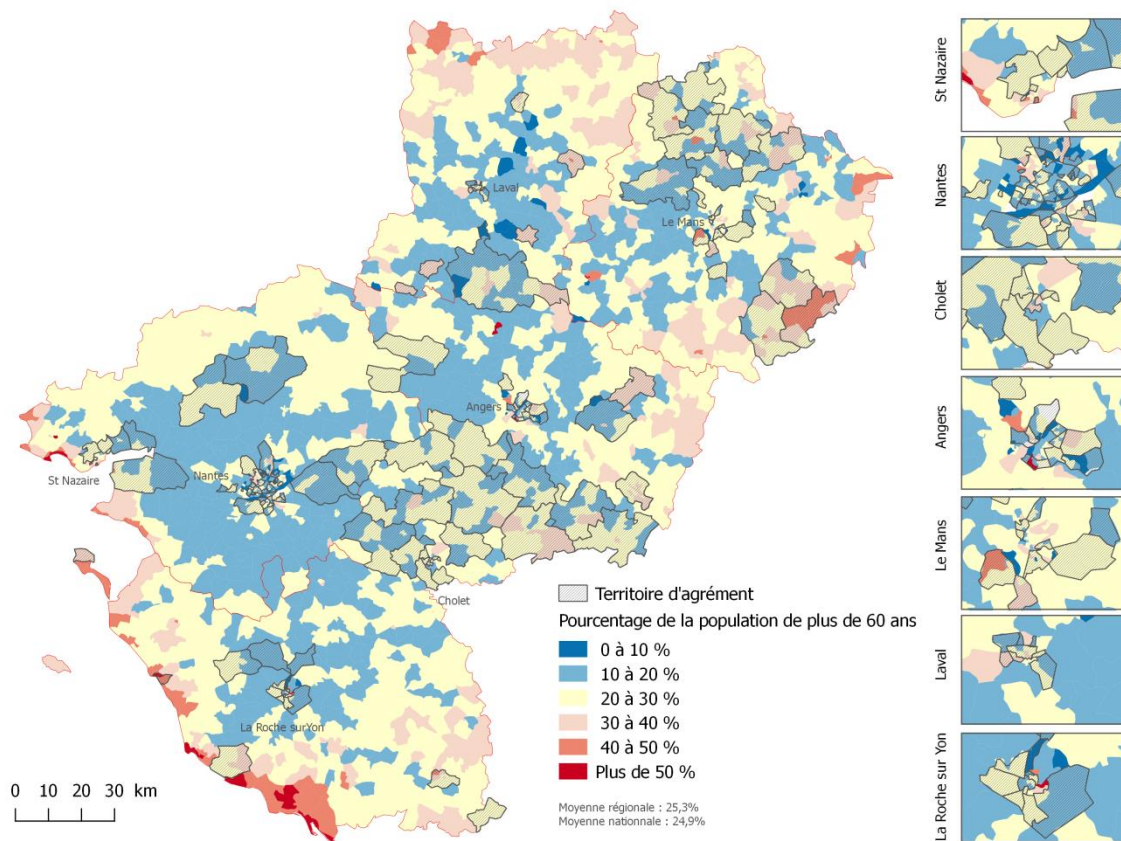 Laval
Le Mans
Angers
Nantes
St Nazaire
Cholet
La Roche surYon
0 10 20 30 km
Territoire d'agrément
Pourcentage de la population de plus de 60 ans
0 à 10 %
10 à 20 %
20 à 30 %
30 à 40 %
40 à 50 %
Plus de 50 %
Moyenne régionale : 25,3%
Moyenne nationnale : 24,9%
St Nazaire
Nantes
Cholet
Angers
Le Mans
Laval
La Roche sur Yon